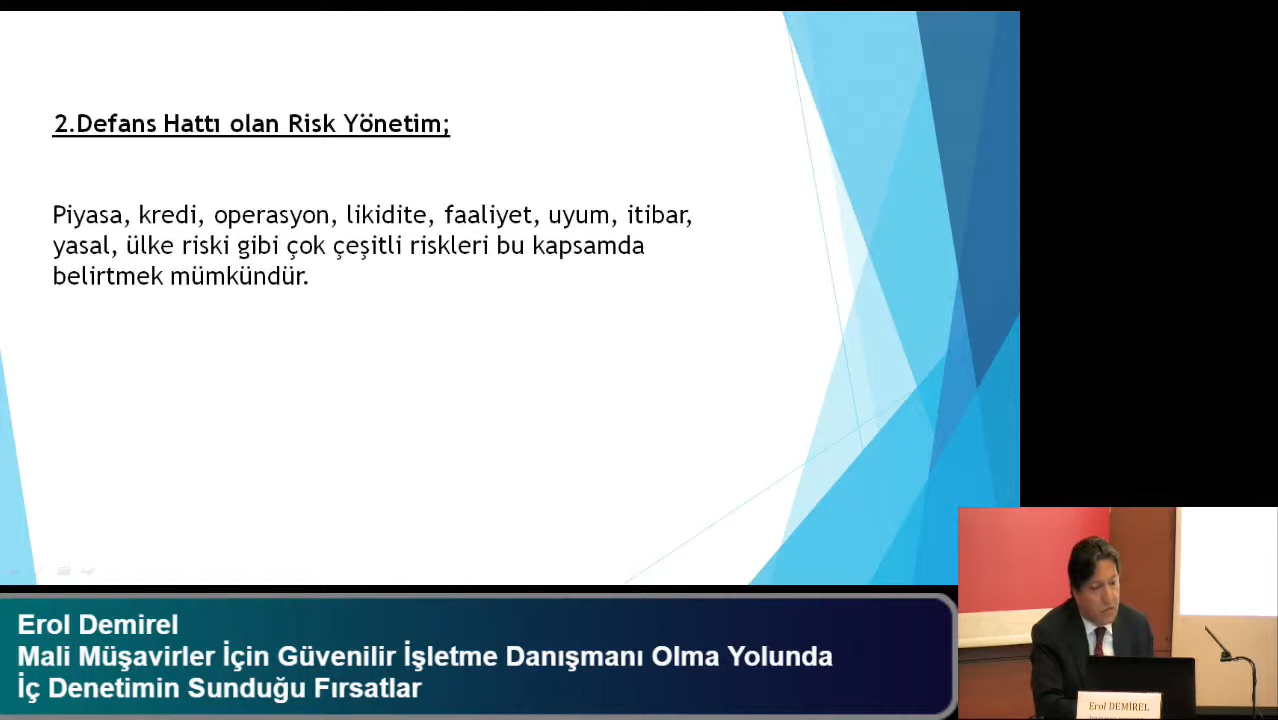 2.Defans Hattı olan Risk Yönetim;
Piyasa, kredi, operasyon, likidite, faaliyet, uyum, itibar,
yasal, ülke riski gibi çok çeşitli riskleri bu kapsamda
belirtmek mümkündür.
Erol Demirel
Mali Müşavirler İçin Güvenilir İşletme Danışmanı Olma Yolunda
İç Denetimin Sunduğu Fırsatlar
Erol DEMİREL